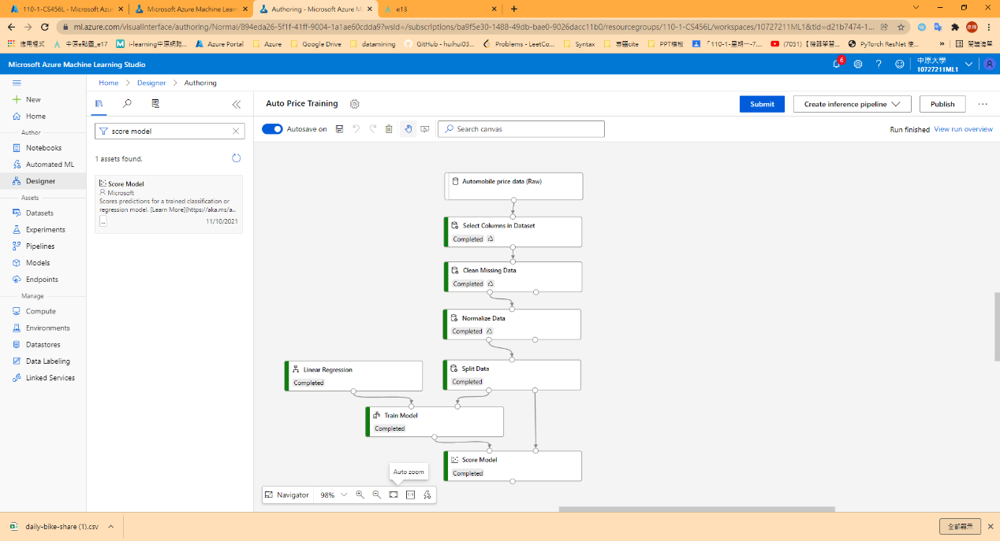 110-1-CS456L - Microsoft Azur
Microsoft Azure Machine Learn
Authoring - Microsoft Azure M
e13
ml.azure.com/visualinterface/authoring/Normal/894eda26-5f1f-41ff-9004-1a1ae60cdda9?wsid=/subscriptions/ba9f5e30-1488-49db-bae0-9026dacc11b0/resourcegroups/110-1-CS456L/workspaces/10727211ML1&tid=d21b7474-1...
應用程式
中原e點靈_e17
i-learning中原網路...
Azure Portal
Azure
Google Drive
datamining
GitHub - huihui03...
Problems - LeetCo...
Syntax
專題cite
PPT模板
「110-1-星期一-7....
(7051)【機器學習...
PyTorch ResNet 使...
»
閱讀清單
Microsoft Azure Machine Learning Studio
6
中原大學
10727211ML1
New
Home
Author
Notebooks
Automated ML
Designer
Assets
Datasets
Experiments
Pipelines
Models
Endpoints
Manage
Compute
Environments
Datastores
Data Labeling
Linked Services
Home > Designer > Authoring
score model
1 assets found.
Score Model
Microsoft
Scores predictions for a trained classification or
regression model. [Learn More](https://aka.ms/a...
...
11/10/2021
Auto Price Training
Submit
Create inference pipeline
Publish
...
Autosave on
Search canvas
Run finished
View run overview
Automobile price data (Raw)
Select Columns in Dataset
Completed
Clean Missing Data
Completed
Normalize Data
Completed
Linear Regression
Completed
Split Data
Completed
Train Model
Completed
Score Model
Completed
Auto zoom
Navigator
98%
daily-bike-share (1).csv
全部顯示